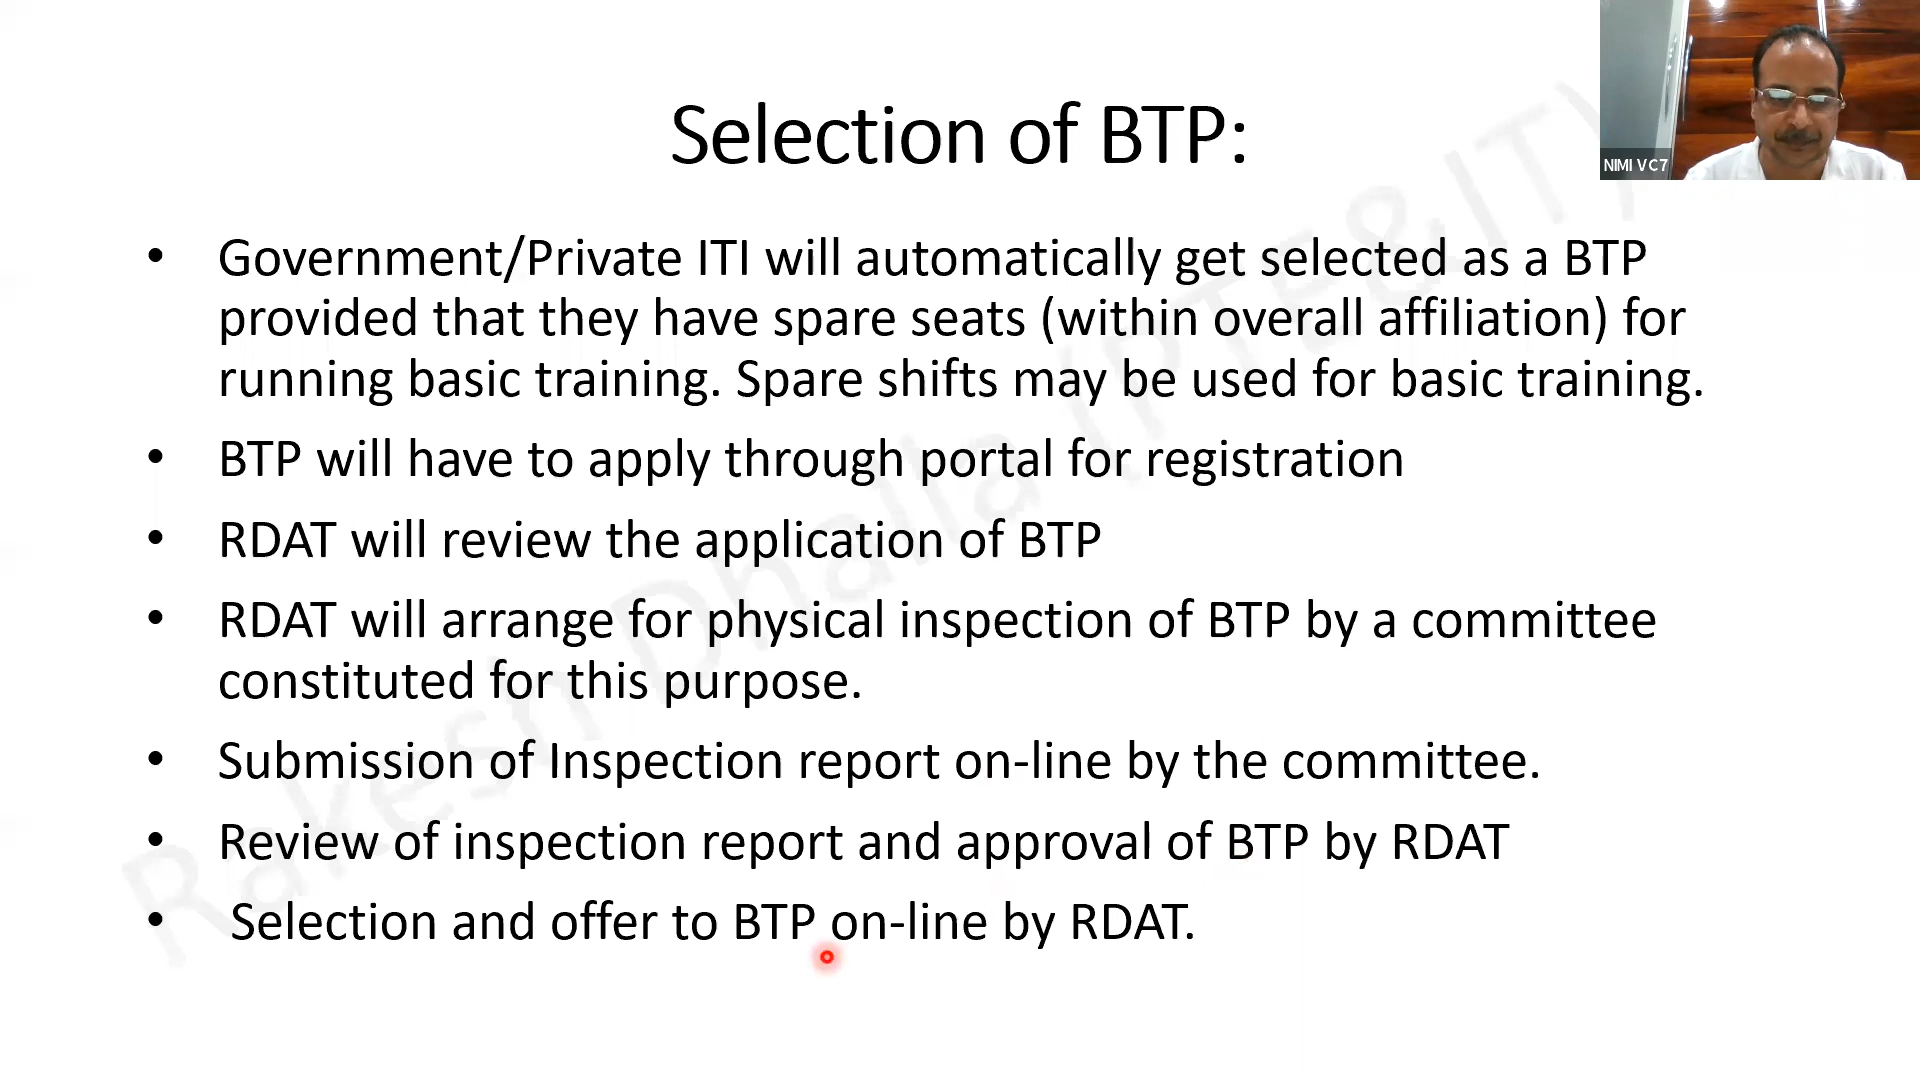 Selection of BTP:
NIMI VC7
• Government/Private ITI will automatically get selected as a BTP
provided that they have spare seats (within overall affiliation) for
running basic training. Spare shifts may be used for basic training.
• BTP will have to apply through portal for registration
• RDAT will review the application of BTP
• RDAT will arrange for physical inspection of BTP by a committee
constituted for this purpose.
• Submission of Inspection report on-line by the committee.
• Review of inspection report and approval of BTP by RDAT
• Selection and offer to BTP on-line by RDAT.
Rakesh Dhalla (PTE&IT)